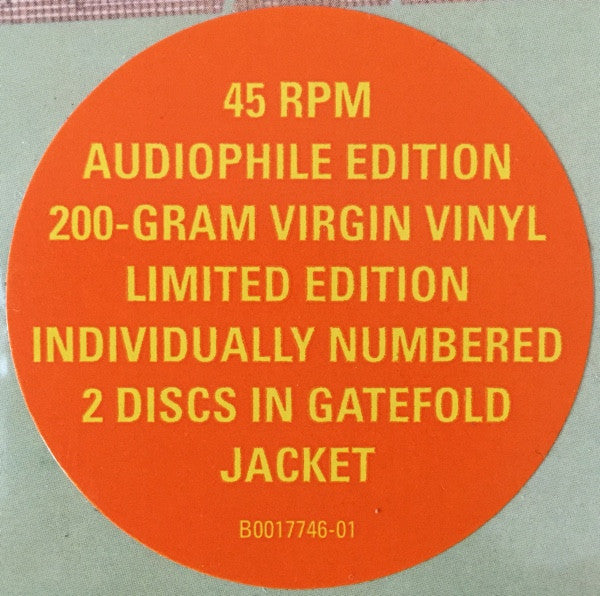 45 RPM
AUDIOPHILE EDITION
200-GRAM VIRGIN VINYL
LIMITED EDITION
INDIVIDUALLY NUMBERED
2 DISCS IN GATEFOLD
JACKET
B0017746-01